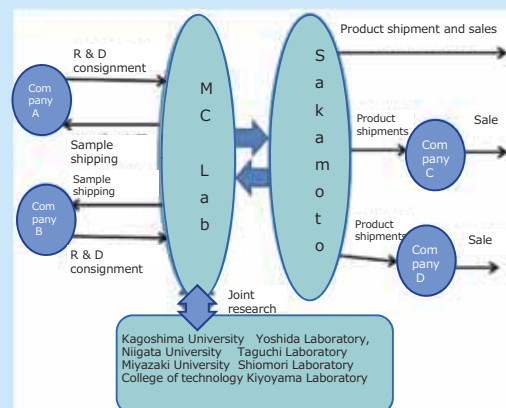 R & D
consignment
Com
pany
A
Sample
shipping
Sample
shipping
Com
pany
B
R & D
consignment
M
C
L
a
b
S
a
k
a
m
o
t
o
Product shipment and sales
Product
shipments
Com
pany
C
Sale
Product
shipments
Com
pany
D
Sale
Joint
research
Kagoshima University Yoshida Laboratory,
Niigata University Taguchi Laboratory
Miyazaki University Shiomori Laboratory
College of technology Kiyoyama Laboratory